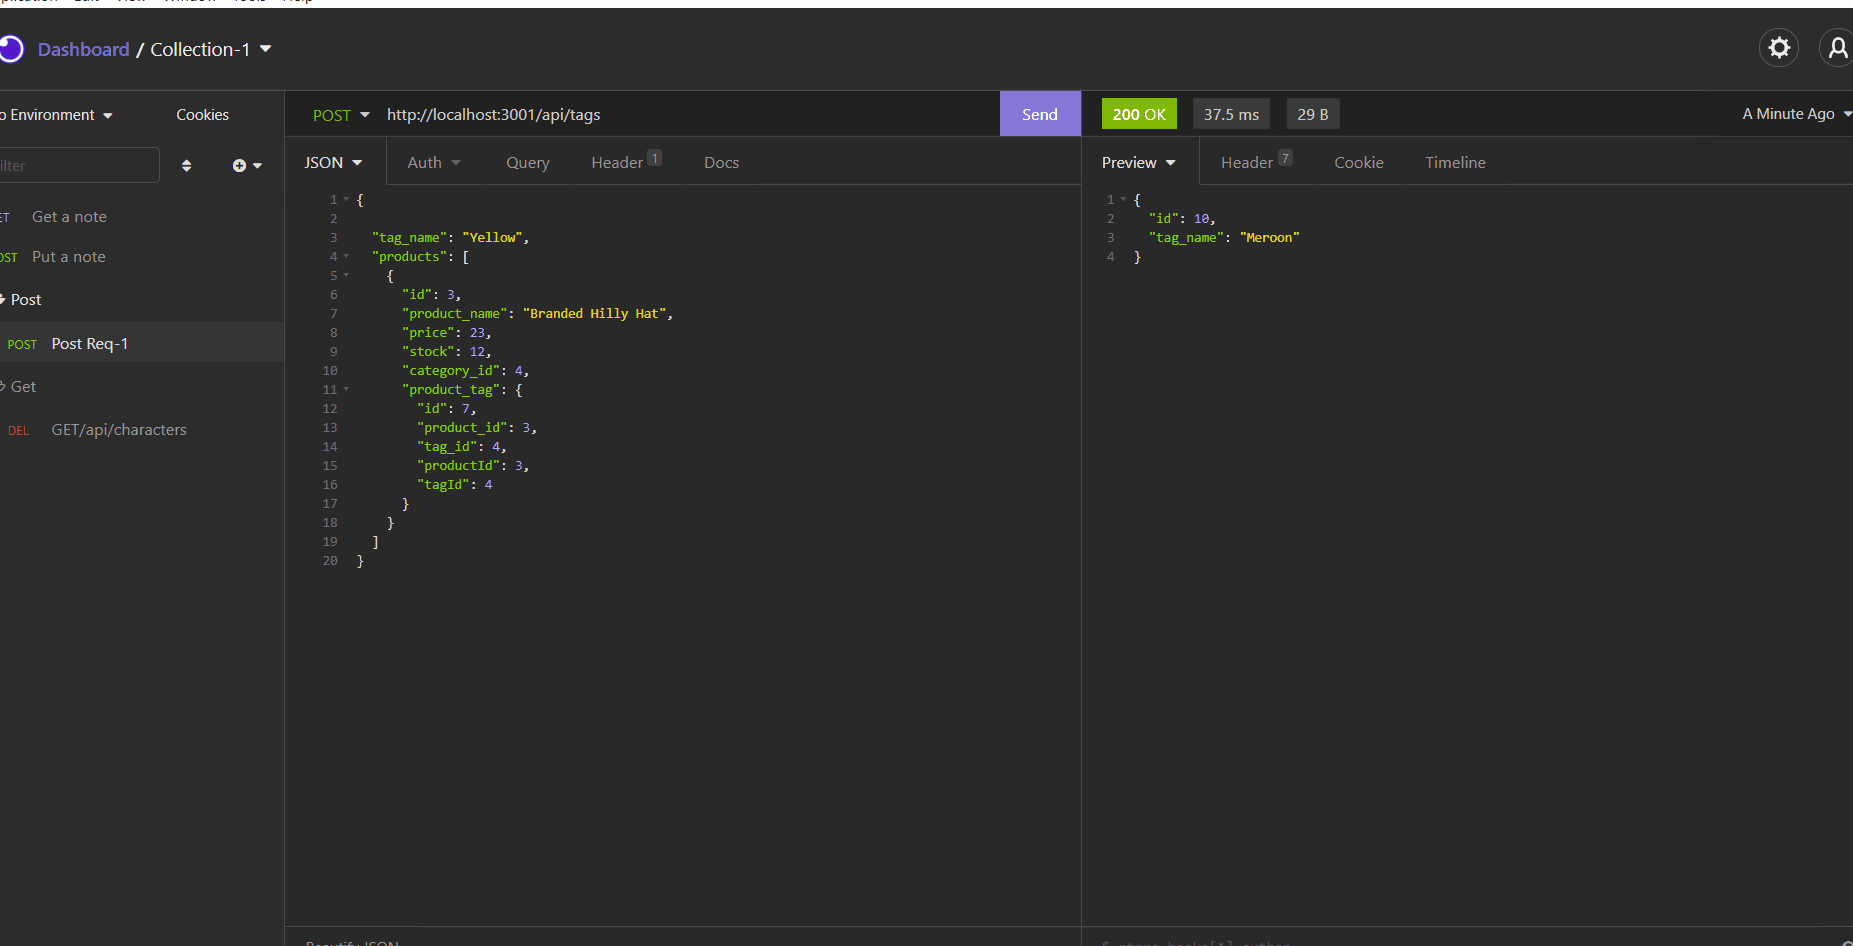 Dashboard / Collection-1
Environment
Cookies
Get a note
Put a note
Post
POST Post Req-1
Get
DEL GET/api/characters
POST http://localhost:3001/api/tags Send
JSON Auth Query Header 1 Docs
1 {
2
3 "tag_name": "Yellow",
4 "products": [
5 {
6 "id": 3,
7 "product_name": "Branded Hilly Hat",
8 "price": 23,
9 "stock": 12,
10 "category_id": 4,
11 "product_tag": {
12 "id": 7,
13 "product_id": 3,
14 "tag_id": 4,
15 "productId": 3,
16 "tagId": 4
17 }
18 }
19 ]
20 }
200 OK 37.5 ms 29 B A Minute Ago
Preview Header 7 Cookie Timeline
1 {
2 "id": 10,
3 "tag_name": "Meroon"
4 }